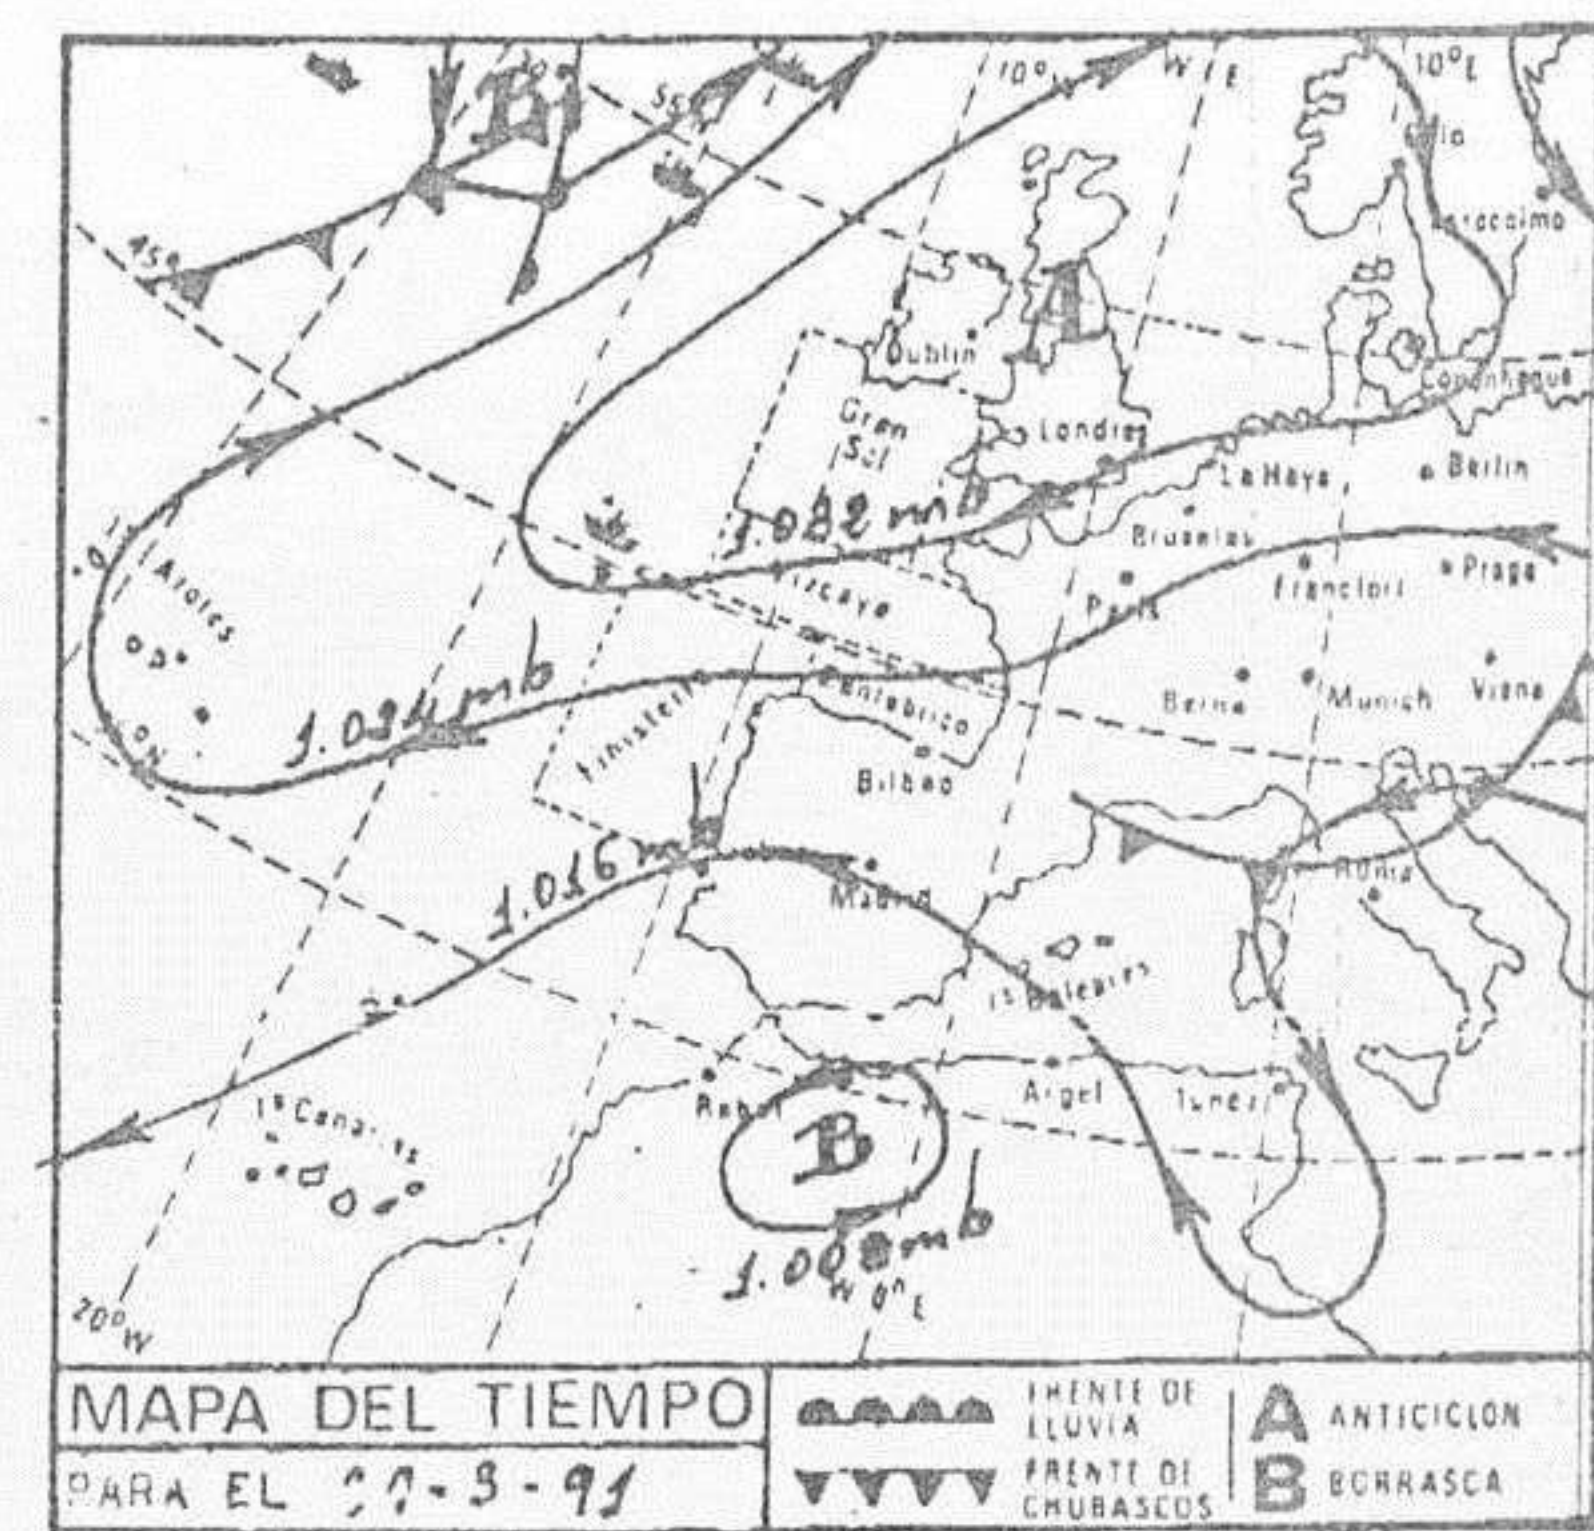 10°W
W
E
10°E
55°
45°
Dublin
Copenhague
Gran
Sol
Londres
La Haya
Berlin
1.032 mb
Bruselas
Azores
Vizcaya
Paris
Francfort
Praga
1.024 mb
Finisterre
Cantabrico
Berna
Munich
Viena
Bilbao
1.016 mb
Madrid
Roma
Is Baleares
Is Canarias
Rabat
Argel
Tunez
B
1.008 mb
W 0° E
20°W
MAPA DEL TIEMPO
PARA EL - 3 - 91
FRENTE DE
LLUVIA
FRENTE DE
CHUBASCOS
A ANTICICLON
B BORRASCA